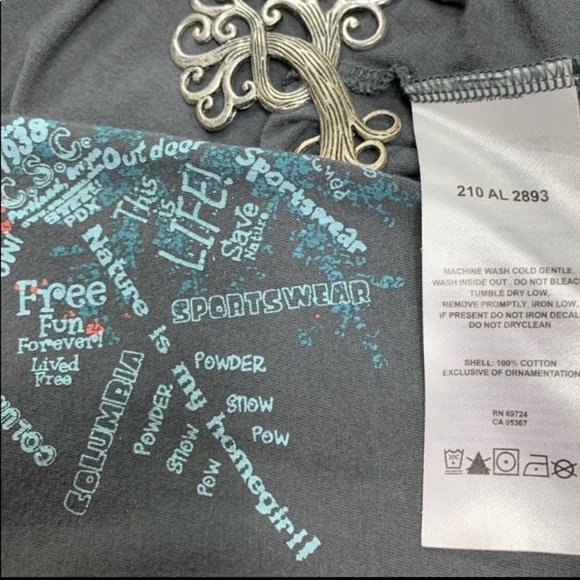 1938
C.S.C.
Outdoor
PDX
This
is
LIFE!
Save
Nature
Sportswear
Free
Fun
Forever!
Lived
Free
SPORTSWEAR
Nature is my homegirl!
COLUMBIA
POWDER
SNOW
POW
POWDER
SNOW
POW
210 AL 2893
MACHINE WASH COLD GENTLE,
WASH INSIDE OUT . DO NOT BLEACH
TUMBLE DRY LOW,
REMOVE PROMPTLY, IRON LOW,
IF PRESENT DO NOT IRON DECAL
DO NOT DRYCLEAN
SHELL: 100% COTTON
EXCLUSIVE OF ORNAMENTATION
RN 69724
CA 05367
30C